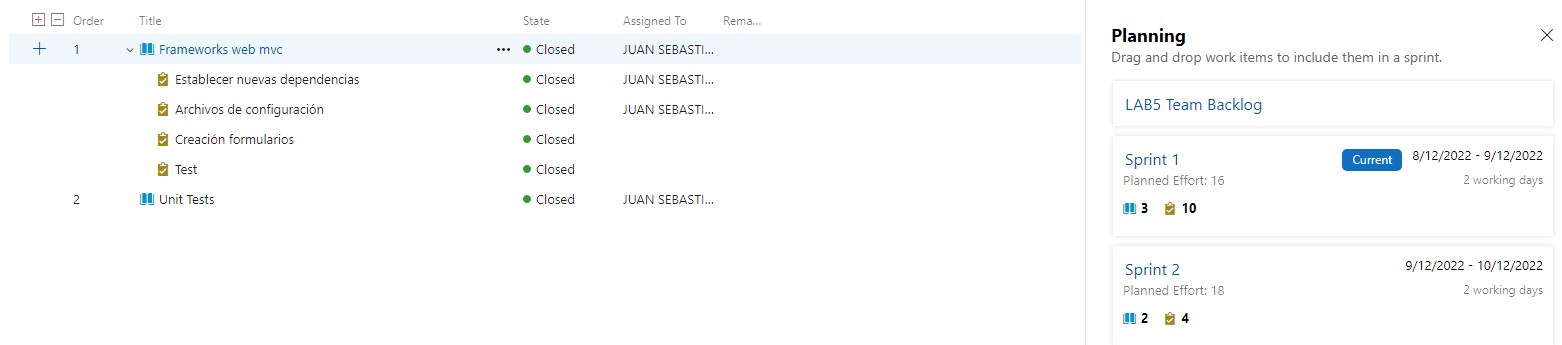 Order Title State Assigned To Rema...
1 Frameworks web mvc ••• Closed JUAN SEBASTI...
Establecer nuevas dependencias Closed JUAN SEBASTI...
Archivos de configuración Closed JUAN SEBASTI...
Creación formularios Closed
Test Closed
2 Unit Tests Closed JUAN SEBASTI...
Planning
Drag and drop work items to include them in a sprint.
LAB5 Team Backlog
Sprint 1 Current 8/12/2022 - 9/12/2022
Planned Effort: 16 2 working days
3 10
Sprint 2 9/12/2022 - 10/12/2022
Planned Effort: 18 2 working days
2 4